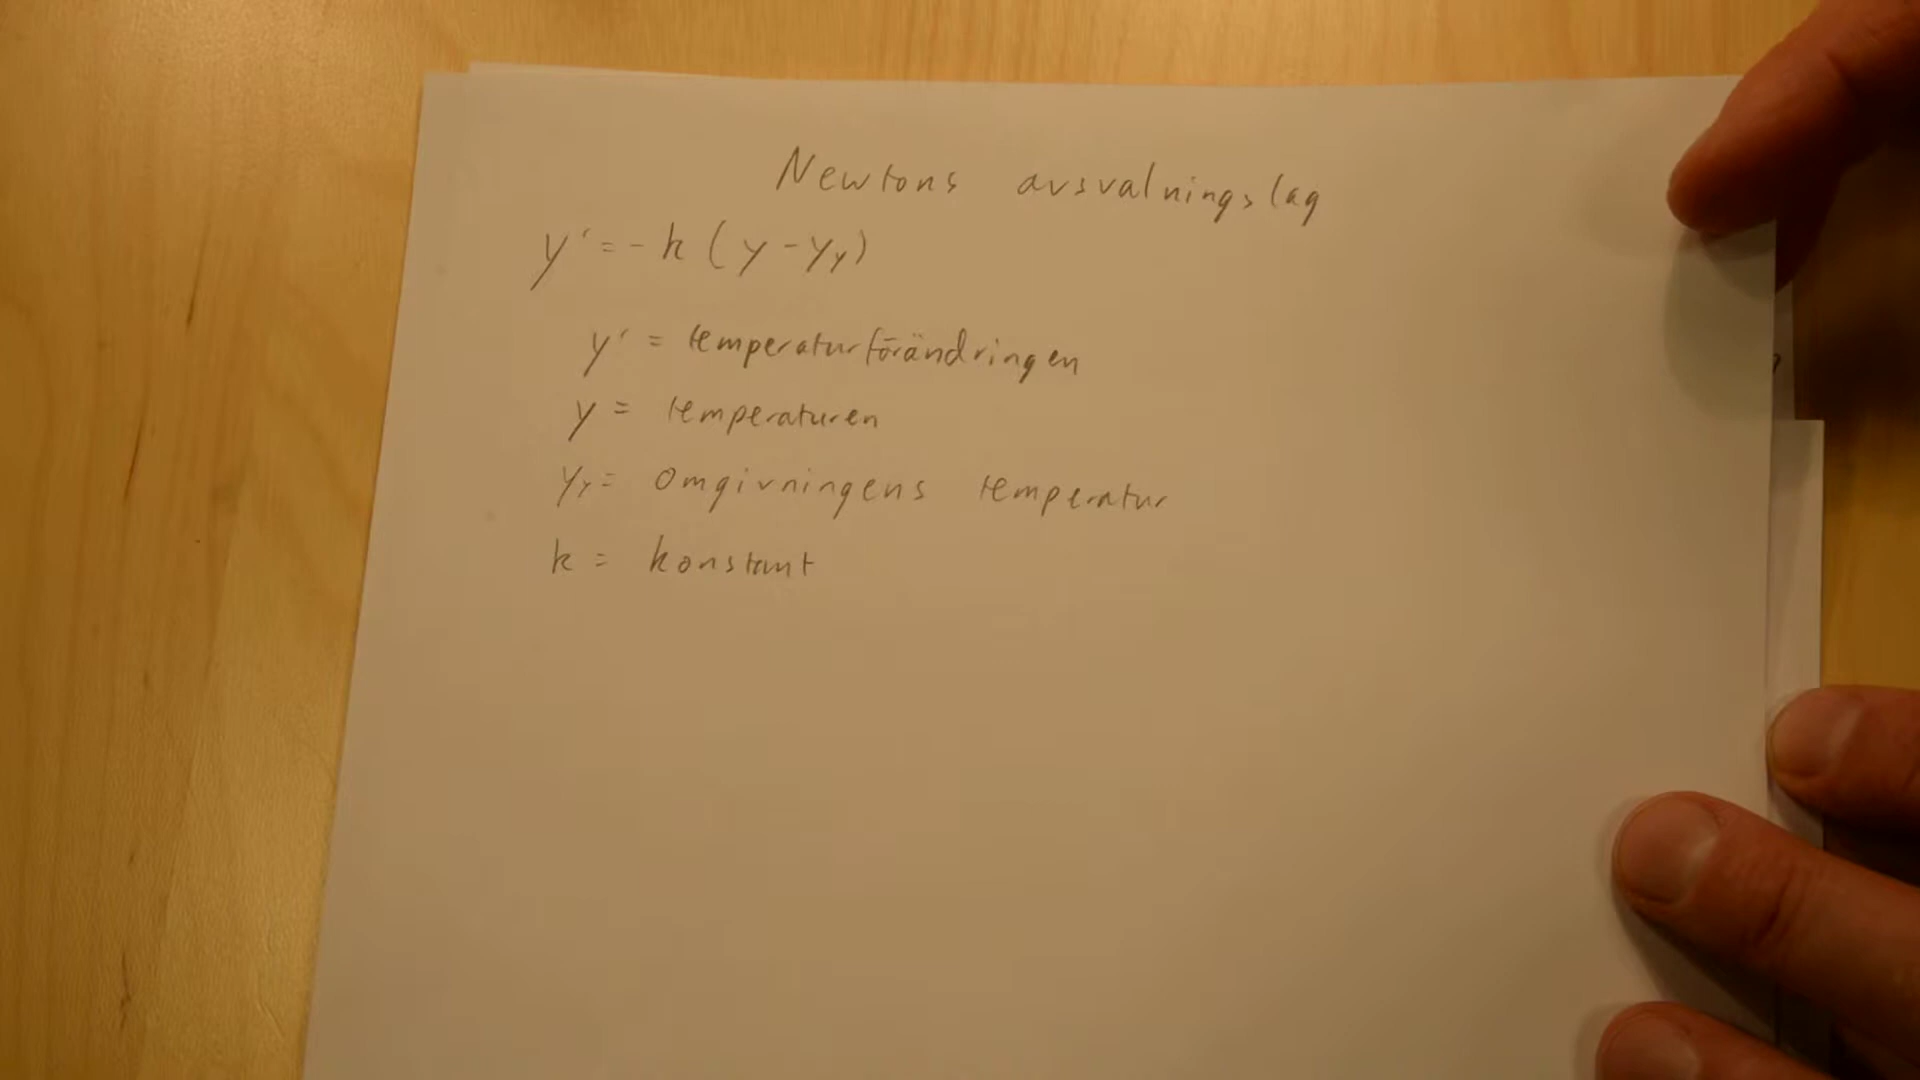 Newtons avsvalningslag
y' = -k (y - yy)
y' = temperaturförändringen
y = temperaturen
yy = Omgivningens temperatur
k = konstant